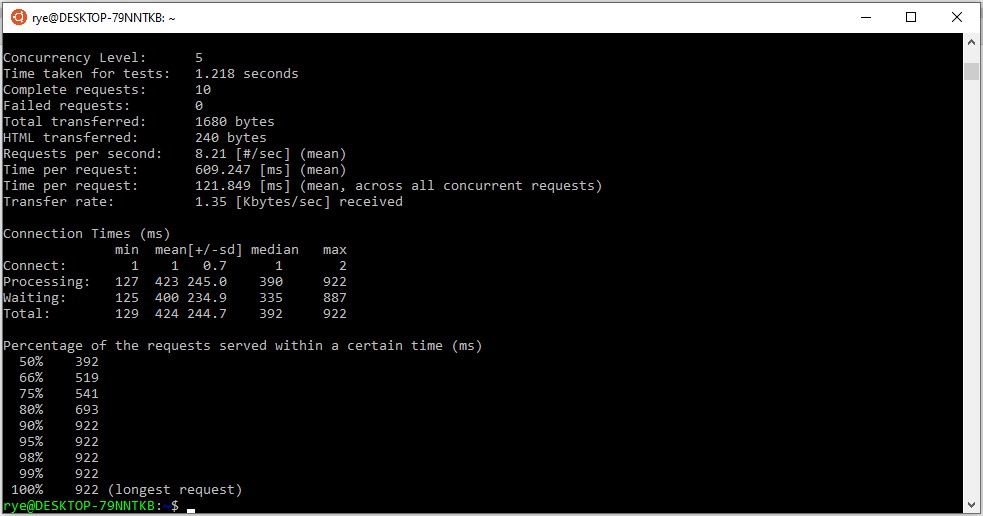 rye@DESKTOP-79NNTKB: ~
Concurrency Level:      5
Time taken for tests:   1.218 seconds
Complete requests:      10
Failed requests:        0
Total transferred:      1680 bytes
HTML transferred:       240 bytes
Requests per second:    8.21 [#/sec] (mean)
Time per request:       609.247 [ms] (mean)
Time per request:       121.849 [ms] (mean, across all concurrent requests)
Transfer rate:          1.35 [Kbytes/sec] received
Connection Times (ms)
              min  mean[+/-sd] median   max
Connect:        1    1   0.7      1       2
Processing:   127  423 245.0    390     922
Waiting:      125  400 234.9    335     887
Total:        129  424 244.7    392     922
Percentage of the requests served within a certain time (ms)
  50%    392
  66%    519
  75%    541
  80%    693
  90%    922
  95%    922
  98%    922
  99%    922
 100%    922 (longest request)
rye@DESKTOP-79NNTKB:~$